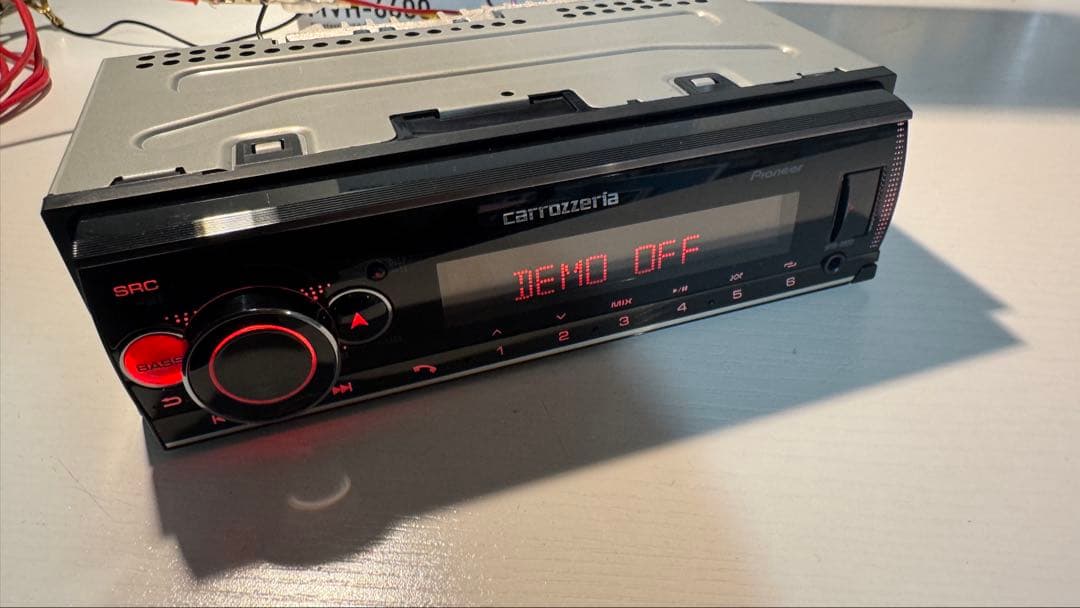 Pioneer
carrozzeria
DEMO OFF
SRC
BASS
MIX
1 2 3 4 5 6